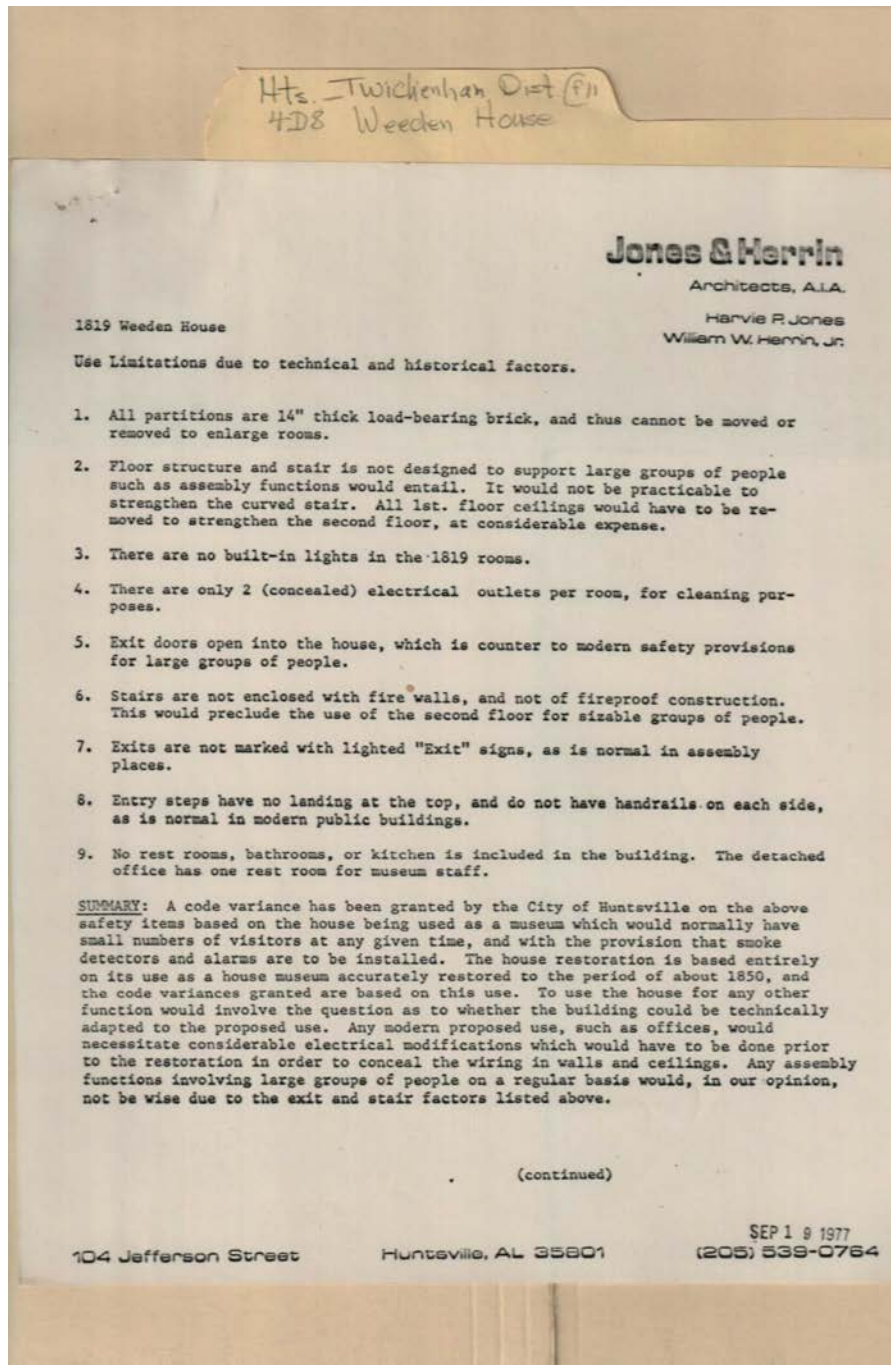 Hts. - Twichenham Dist.
4D8 Weeden House
Jones & Herrin
Architects, A.I.A.
Harvie P. Jones
William W. Herrin, Jr.
1819 Weeden House
Use Limitations due to technical and historical factors.
1. All partitions are 14" thick load-bearing brick, and thus cannot be moved or
removed to enlarge rooms.
2. Floor structure and stair is not designed to support large groups of people
such as assembly functions would entail. It would not be practicable to
strengthen the curved stair. All 1st. floor ceilings would have to be re-
moved to strengthen the second floor, at considerable expense.
3. There are no built-in lights in the 1819 rooms.
4. There are only 2 (concealed) electrical outlets per room, for cleaning pur-
poses.
5. Exit doors open into the house, which is counter to modern safety provisions
for large groups of people.
6. Stairs are not enclosed with fire walls, and not of fireproof construction.
This would preclude the use of the second floor for sizable groups of people.
7. Exits are not marked with lighted "Exit" signs, as is normal in assembly
places.
8. Entry steps have no landing at the top, and do not have handrails on each side,
as is normal in modern public buildings.
9. No rest rooms, bathrooms, or kitchen is included in the building. The detached
office has one rest room for museum staff.
SUMMARY: A code variance has been granted by the City of Huntsville on the above
safety items based on the house being used as a museum which would normally have
small numbers of visitors at any given time, and with the provision that smoke
detectors and alarms are to be installed. The house restoration is based entirely
on its use as a house museum accurately restored to the period of about 1850, and
the code variances granted are based on this use. To use the house for any other
function would involve the question as to whether the building could be technically
adapted to the proposed use. Any modern proposed use, such as offices, would
necessitate considerable electrical modifications which would have to be done prior
to the restoration in order to conceal the wiring in walls and ceilings. Any assembly
functions involving large groups of people on a regular basis would, in our opinion,
not be wise due to the exit and stair factors listed above.
(continued)
SEP 1 9 1977
104 Jefferson Street Huntsville, AL 35801 (205) 539-0764